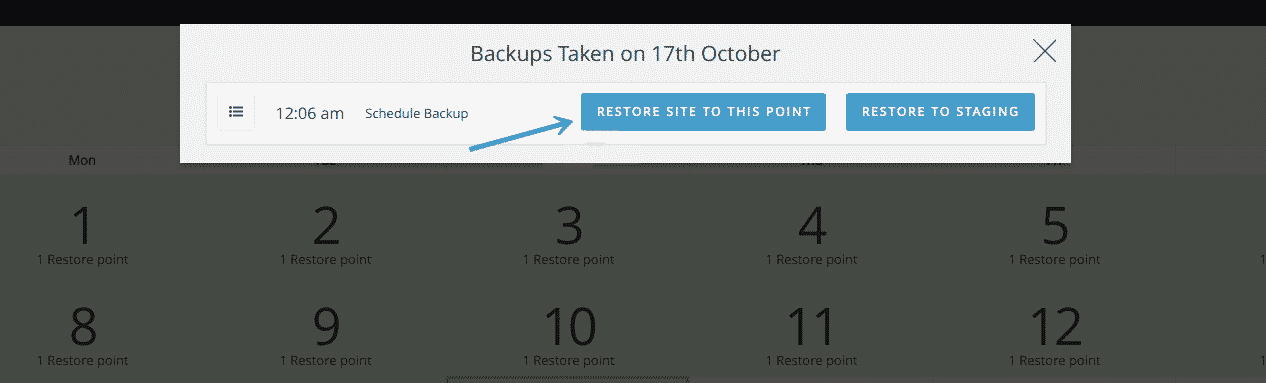 Backups Taken on 17th October
12:06 am Schedule Backup RESTORE SITE TO THIS POINT RESTORE TO STAGING
Mon
1 2 3 4 5
1 Restore point 1 Restore point 1 Restore point 1 Restore point 1 Restore point 1
8 9 10 11 12
1 Restore point 1 Restore point 1 Restore point 1 Restore point 1 Restore point 1